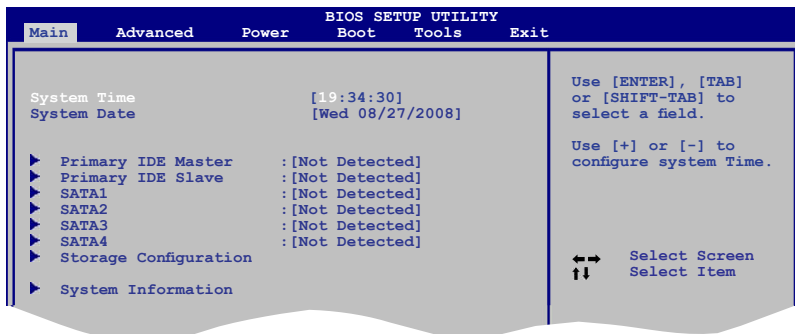 BIOS SETUP UTILITY
Main Advanced Power Boot Tools Exit
System Time [19:34:30]
System Date [Wed 08/27/2008]
Primary IDE Master :[Not Detected]
Primary IDE Slave :[Not Detected]
SATA1 :[Not Detected]
SATA2 :[Not Detected]
SATA3 :[Not Detected]
SATA4 :[Not Detected]
Storage Configuration
System Information
Use [ENTER], [TAB]
or [SHIFT-TAB] to
select a field.
Use [+] or [-] to
configure system Time.
←→ Select Screen
↑↓ Select Item